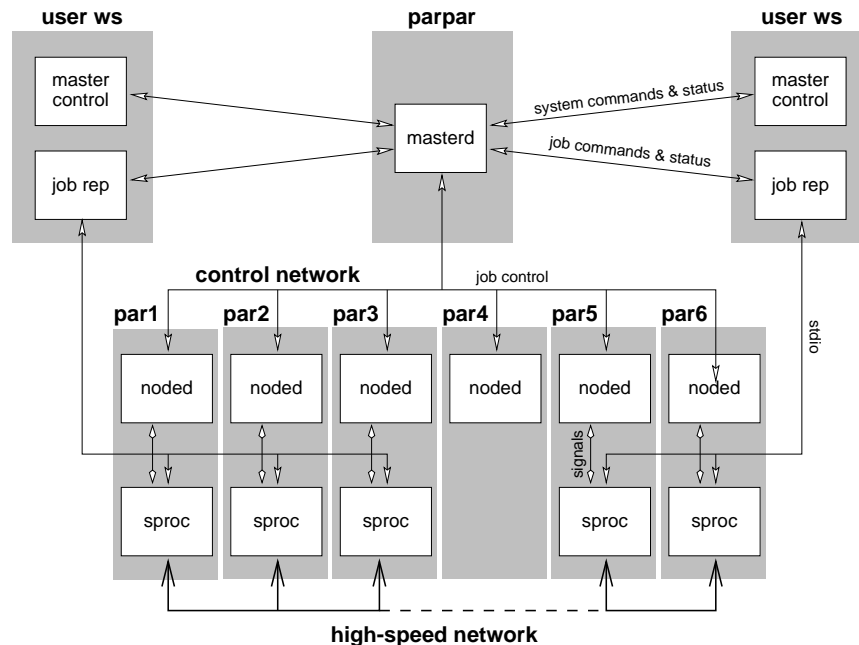 user ws
parpar
user ws
master
control
masterd
system commands & status
master
control
job rep
job commands & status
job rep
control network
job control
par1
par2
par3
par4
par5
par6
stdio
noded
noded
noded
noded
noded
noded
signals
sproc
sproc
sproc
sproc
sproc
high-speed network